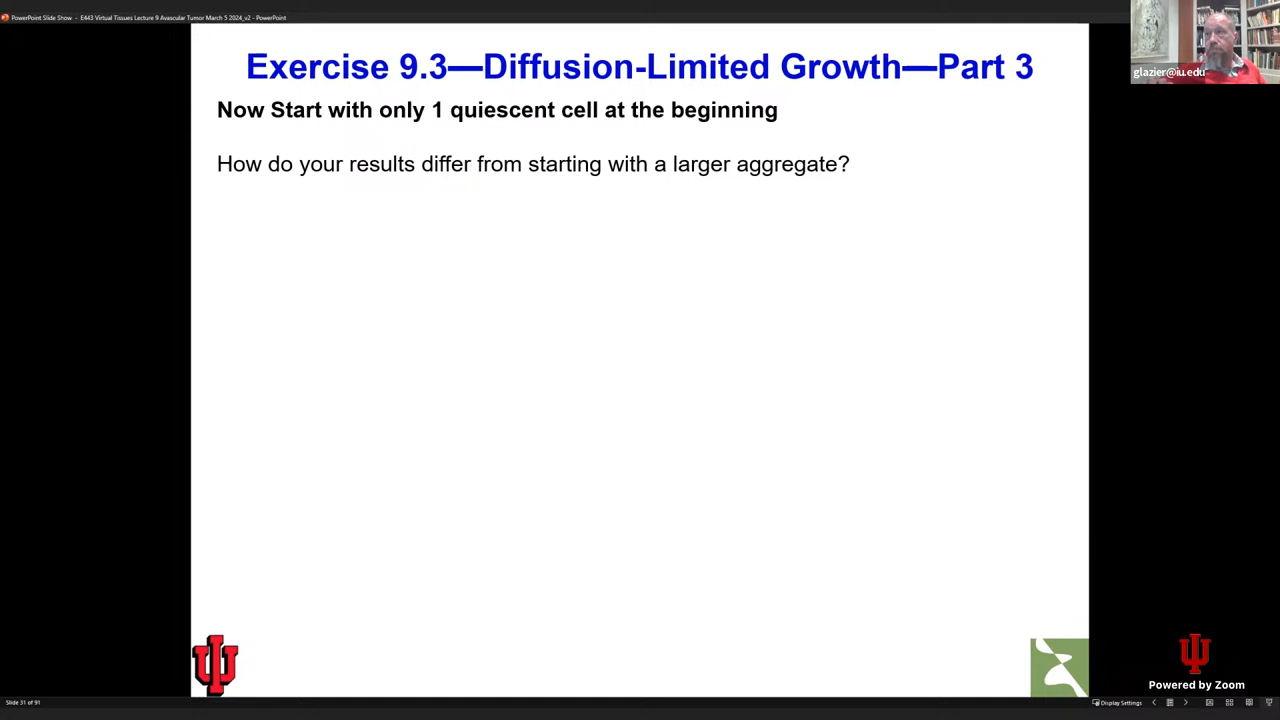 PowerPoint Slide Show - E443 Virtual Tissues Lecture 9 Avascular Tumor March 5 2024_v2 - PowerPoint
glazier@iu.edu
Exercise 9.3—Diffusion-Limited Growth—Part 3
Now Start with only 1 quiescent cell at the beginning
How do your results differ from starting with a larger aggregate?
Powered by Zoom
Slide 31 of 91
Display Settings